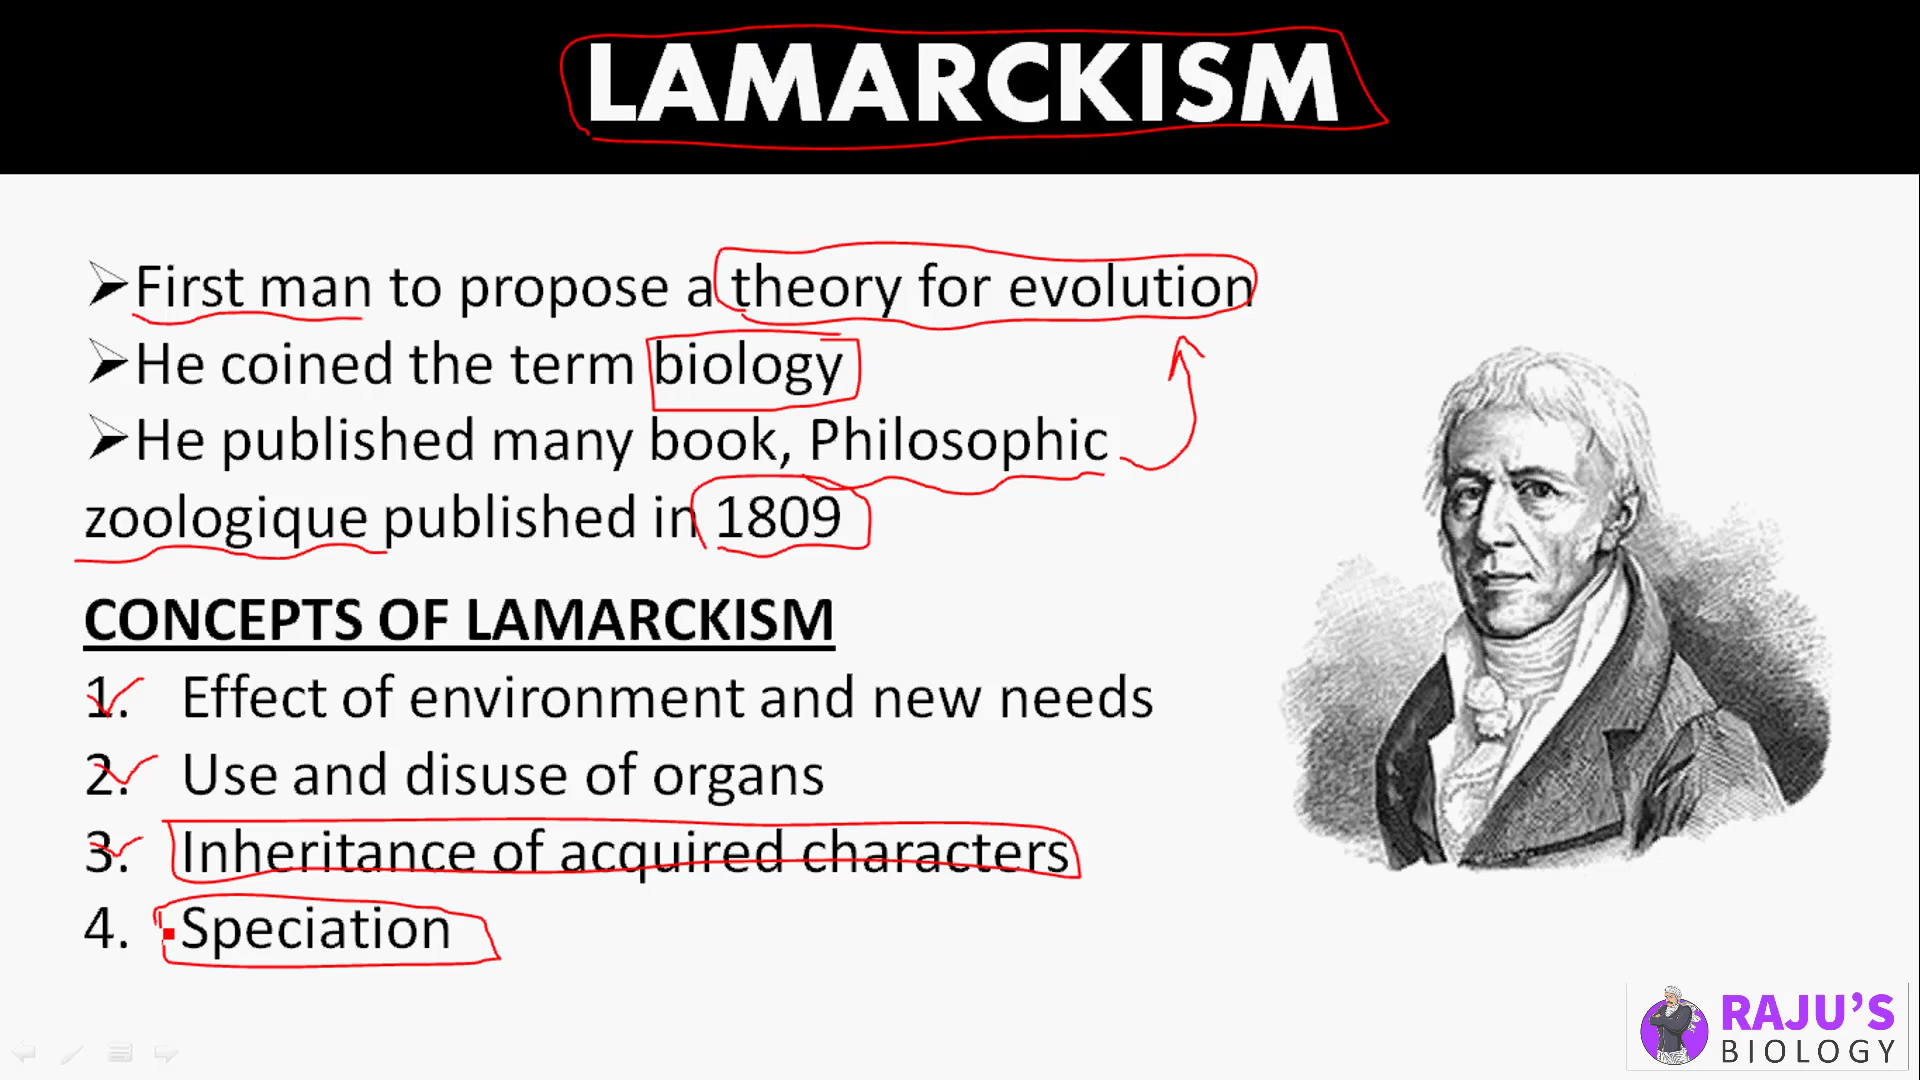 LAMARCKISM
➢First man to propose a theory for evolution
➢He coined the term biology
➢He published many book, Philosophic
zoologique published in 1809
CONCEPTS OF LAMARCKISM
1. Effect of environment and new needs
2. Use and disuse of organs
3. Inheritance of acquired characters
4. Speciation
RAJU'S
BIOLOGY